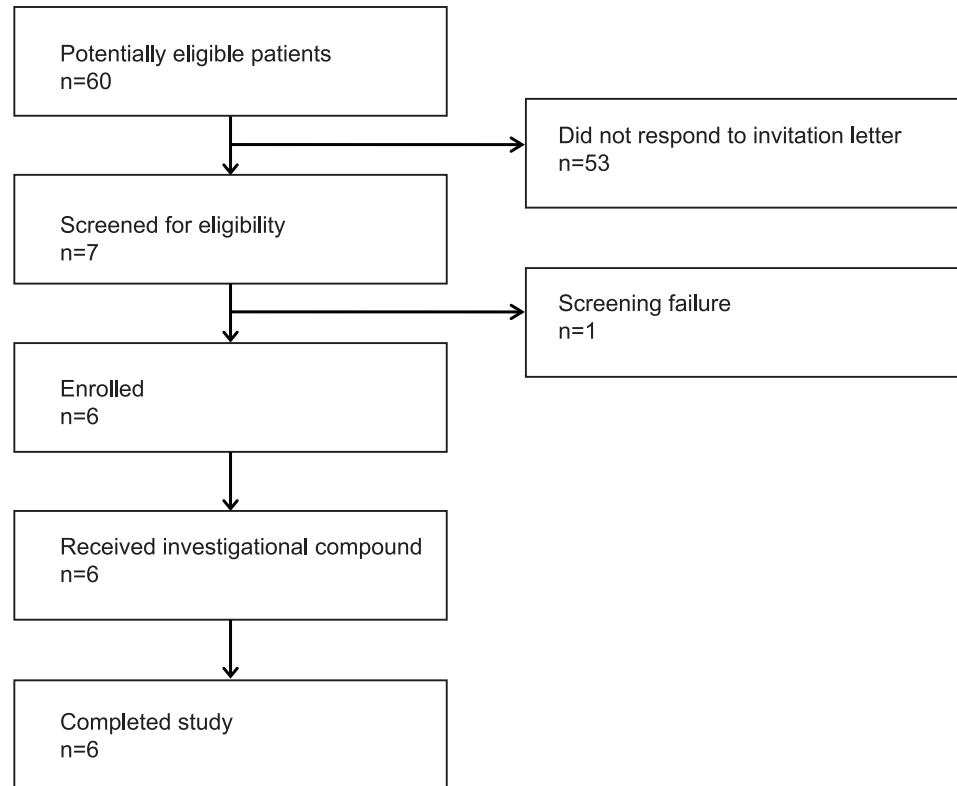 Potentially eligible patients
n=60
Did not respond to invitation letter
n=53
Screened for eligibility
n=7
Screening failure
n=1
Enrolled
n=6
Received investigational compound
n=6
Completed study
n=6